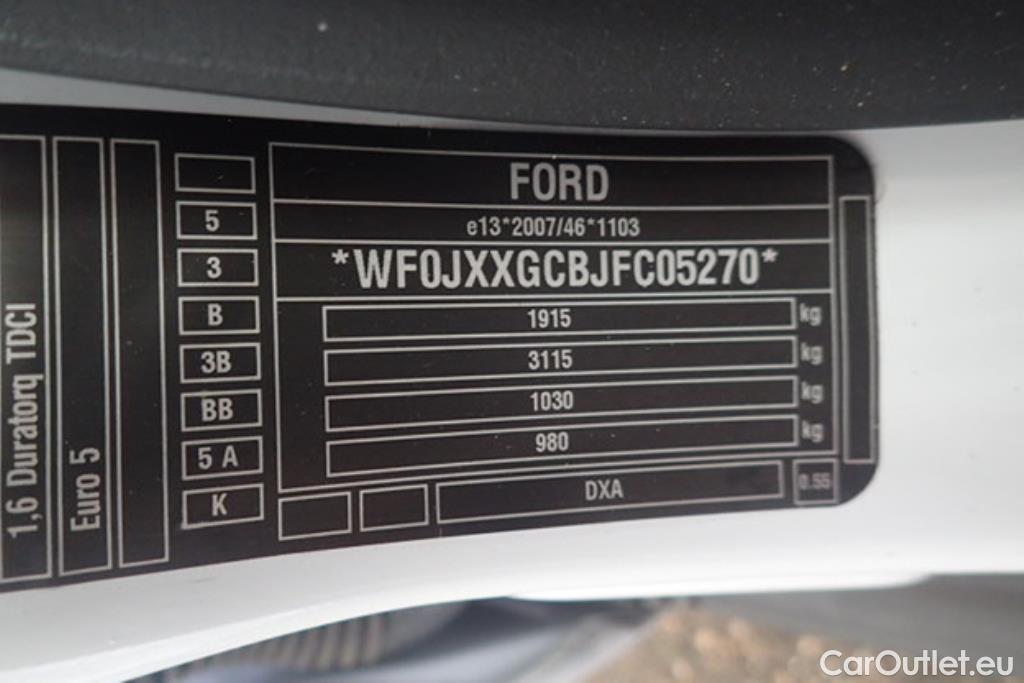 1,6 Duratorq TDCI
Euro 5
5
3
B
3B
BB
5 A
K
FORD
e13*2007/46*1103
*WF0JXXGCBJFC05270*
1915 kg
3115 kg
1030 kg
980 kg
DXA
0.55
CarOutlet.eu